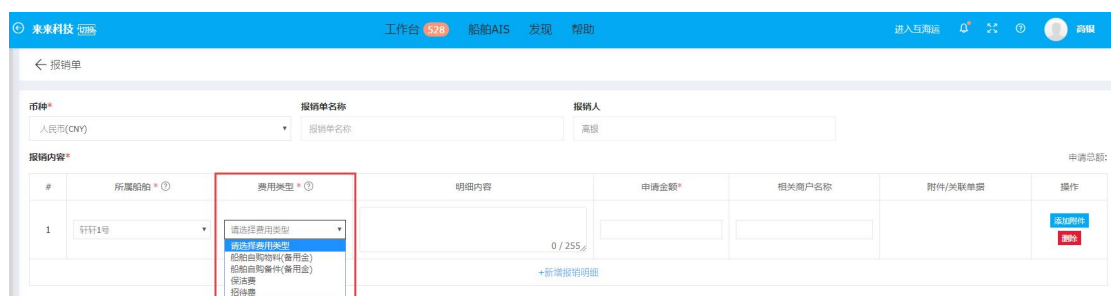 来来科技 切换 工作台 528 船舶AIS 发现 帮助 进入互海运 高银
← 报销单
币种* 报销单名称 报销人
人民币(CNY) 报销单名称 高银
报销内容* 申请总额:
# 所属船舶 * 费用类型 * 明细内容 申请金额* 相关商户名称 附件/关联单据 操作
1 轩轩1号 请选择费用类型 0 / 255 添加附件
删除
请选择费用类型
船舶自购物料(备用金)
船舶自购备件(备用金)
保洁费
招待费
+新增报销明细